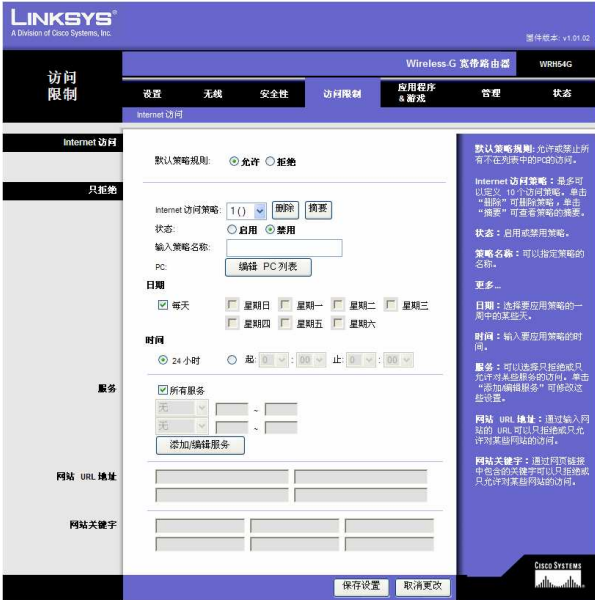 LINKSYS®
A Division of Cisco Systems, Inc.
固件版本: v1.01.02
Wireless-G 宽带路由器 WRH54G
访问
限制
设置 无线 安全性 访问限制 应用程序 & 游戏 管理 状态
Internet 访问
Internet 访问
默认策略规则: 允许 拒绝
只拒绝
Internet 访问策略: 1 () 删除 摘要
状态: 启用 禁用
输入策略名称:
PC: 编辑 PC 列表
日期
每天 星期日 星期一 星期二 星期三
星期四 星期五 星期六
时间
24 小时 起: 0 : 00 止: 0 : 00
服务
所有服务
无 ~
无 ~
添加/编辑服务
网站 URL 地址
网站关键字
保存设置 取消更改
默认策略规则: 允许或禁止所
有不在列表中的PC的访问。
Internet 访问策略：最多可
以定义 10 个访问策略。单击
“删除”可删除策略，单击
“摘要”可查看策略的摘要。
状态：启用或禁用策略。
策略名称：可以指定策略的
名称。
更多...
日期：选择要应用策略的一
周中的某些天。
时间：输入要应用策略的时
间。
服务：可以选择只拒绝或只
允许对某些服务的访问。单击
“添加/编辑服务”可修改这
些设置。
网站 URL 地址：通过输入网
站的 URL 可以只拒绝或只允
许对某些网站的访问。
网站关键字：通过网页链接
中包含的关键字可以只拒绝或
只允许对某些网站的访问。
CISCO SYSTEMS